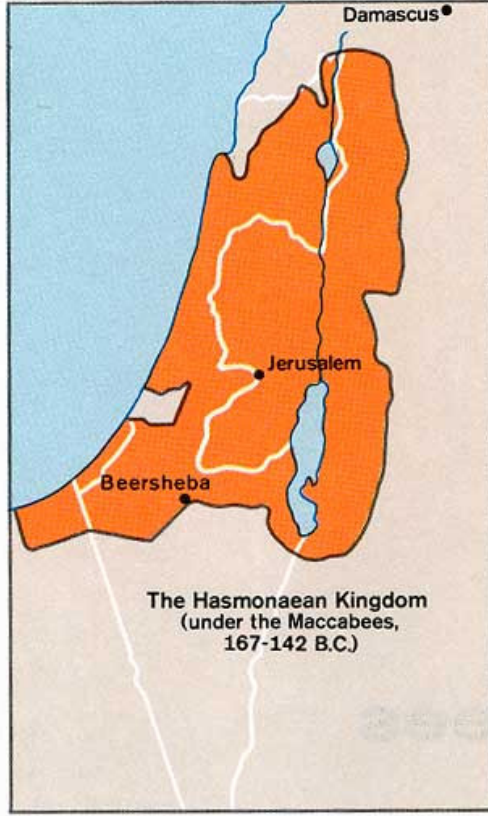 Damascus
Jerusalem
Beersheba
The Hasmonaean Kingdom
(under the Maccabees,
167-142 B.C.)